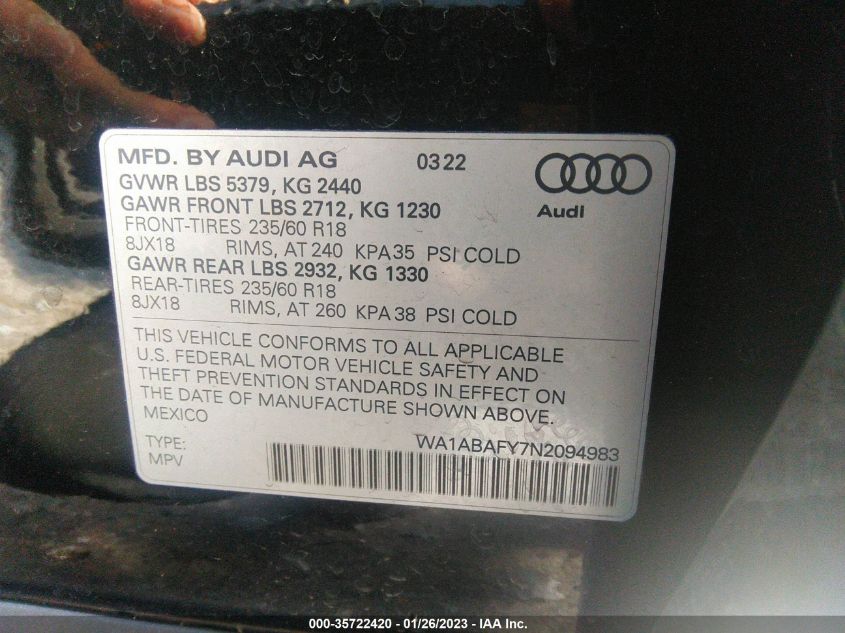 MFD. BY AUDI AG 0322
GVWR LBS 5379, KG 2440
GAWR FRONT LBS 2712, KG 1230
FRONT-TIRES 235/60 R18
8JX18 RIMS, AT 240 KPA 35 PSI COLD
GAWR REAR LBS 2932, KG 1330
REAR-TIRES 235/60 R18
8JX18 RIMS, AT 260 KPA 38 PSI COLD
Audi
THIS VEHICLE CONFORMS TO ALL APPLICABLE
U.S. FEDERAL MOTOR VEHICLE SAFETY AND
THEFT PREVENTION STANDARDS IN EFFECT ON
THE DATE OF MANUFACTURE SHOWN ABOVE.
MEXICO
TYPE: WA1ABAFY7N2094983
MPV
000-35722420 - 01/26/2023 - IAA Inc.